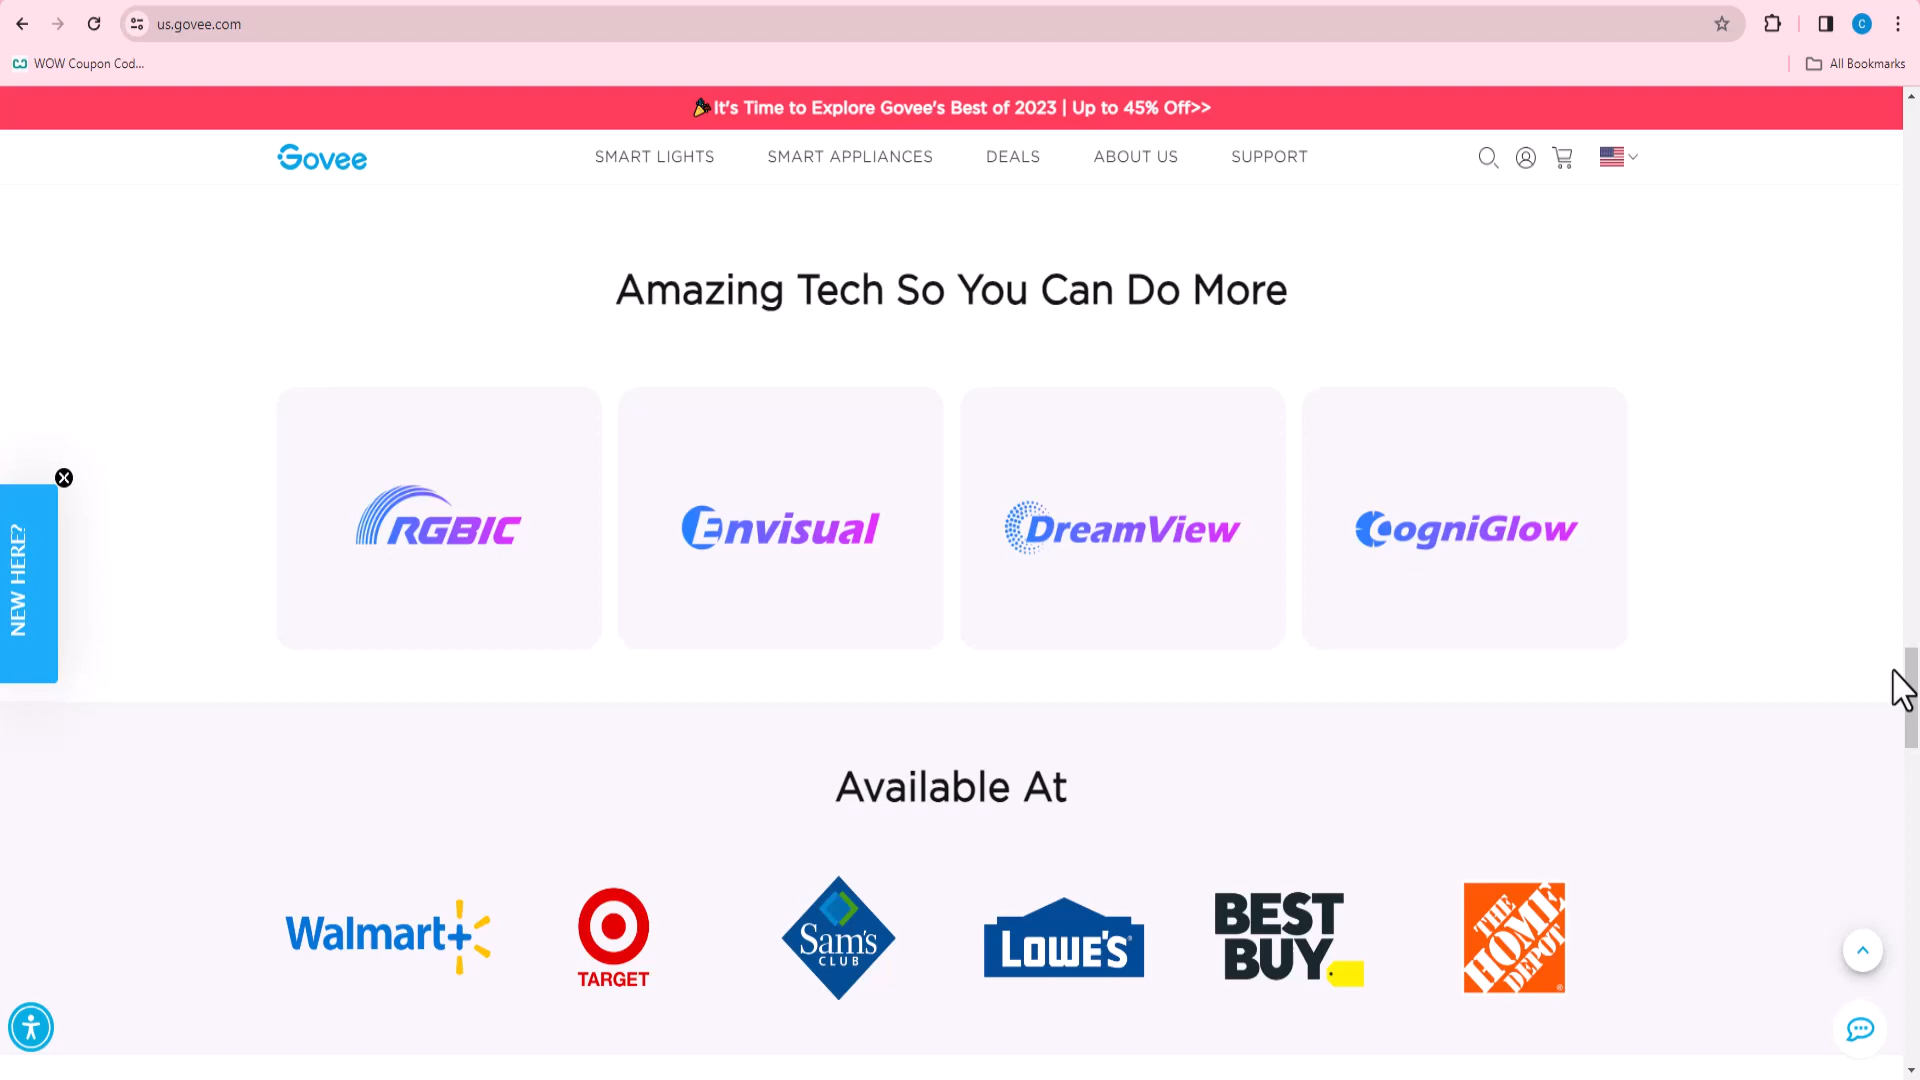 us.govee.com
WOW Coupon Cod...
All Bookmarks
It's Time to Explore Govee's Best of 2023 | Up to 45% Off>>
Govee
SMART LIGHTS
SMART APPLIANCES
DEALS
ABOUT US
SUPPORT
Amazing Tech So You Can Do More
RGBIC
Envisual
DreamView
CogniGlow
NEW HERE?
Available At
Walmart+
TARGET
Sam's
CLUB
LOWE'S
BEST
BUY
THE
HOME
DEPOT
C